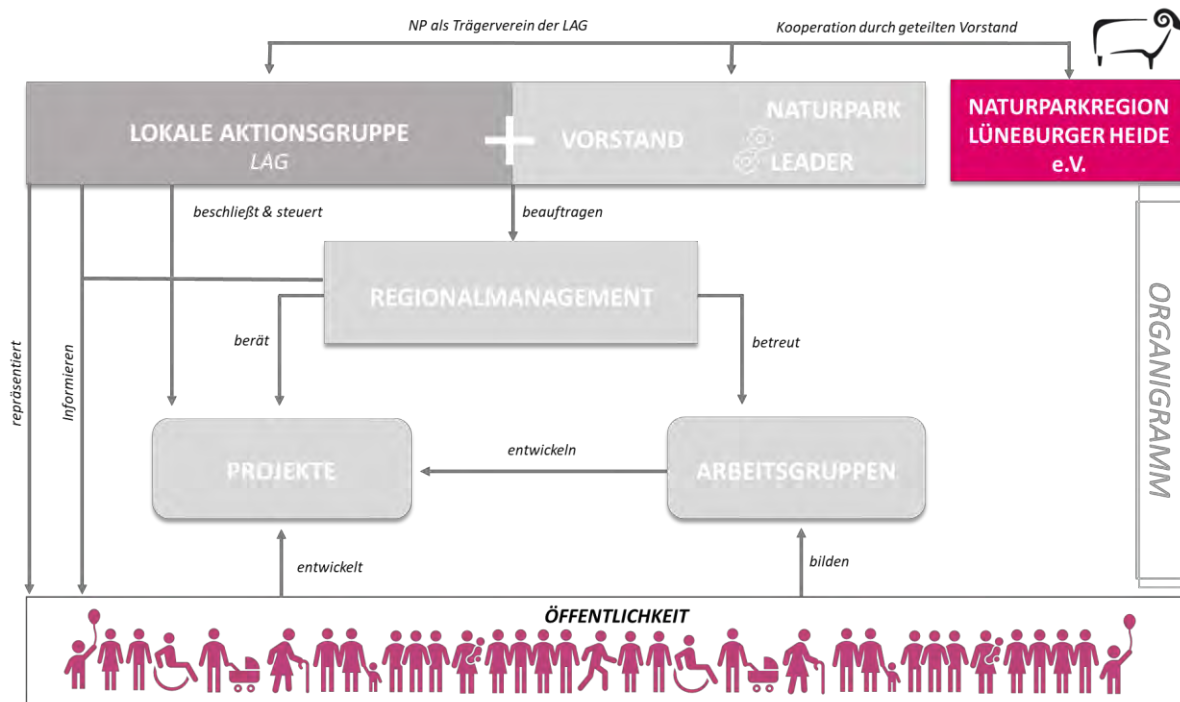 NP als Trägerverein der LAG
Kooperation durch geteilten Vorstand
LOKALE AKTIONSGRUPPE
LAG
+
VORSTAND
NATURPARK
LEADER
NATURPARKREGION
LÜNEBURGER HEIDE
e.V.
beschließt & steuert
beauftragen
REGIONALMANAGEMENT
ORGANIGRAMM
repräsentiert
Informieren
berät
betreut
PROJEKTE
entwickeln
ARBEITSGRUPPEN
entwickelt
bilden
ÖFFENTLICHKEIT